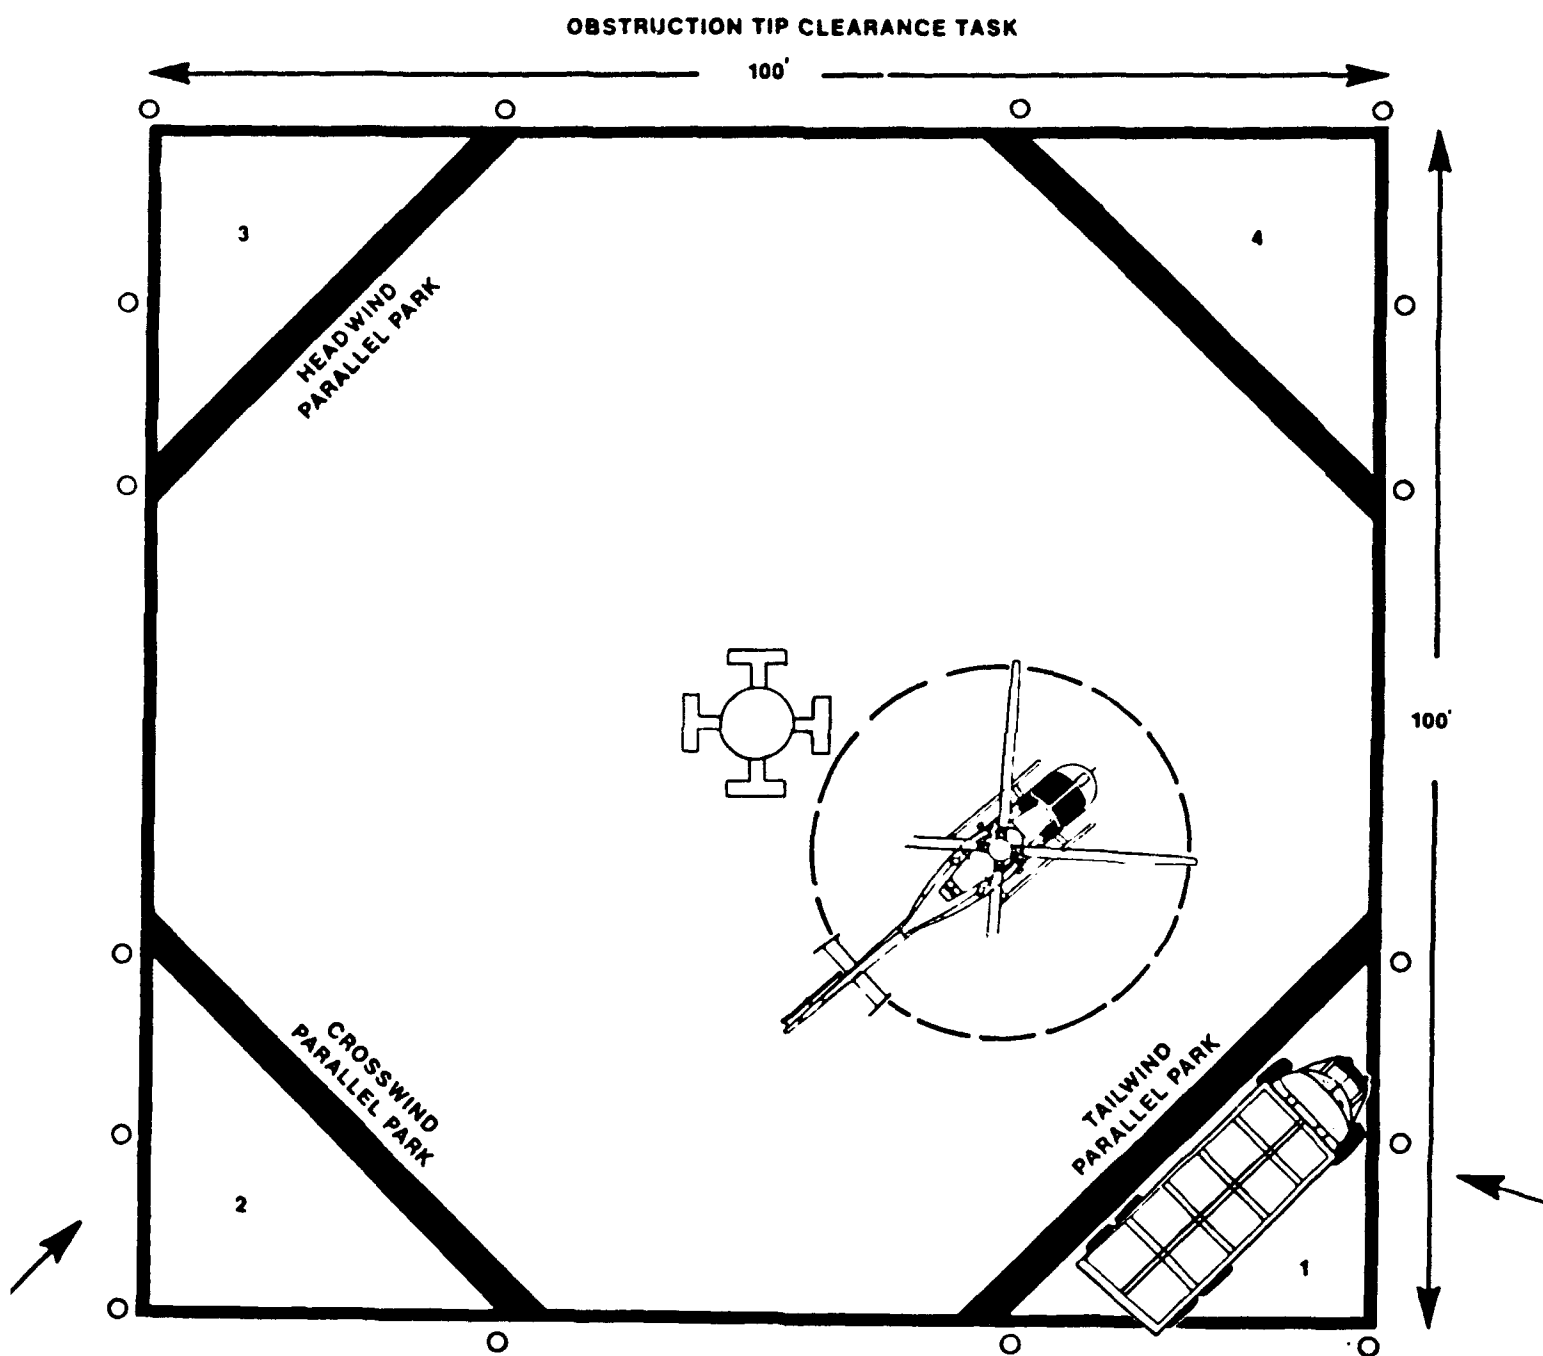 OBSTRUCTION TIP CLEARANCE TASK
100'
3
4
HEADWIND
PARALLEL PARK
100'
CROSSWIND
PARALLEL PARK
TAILWIND
PARALLEL PARK
2
1